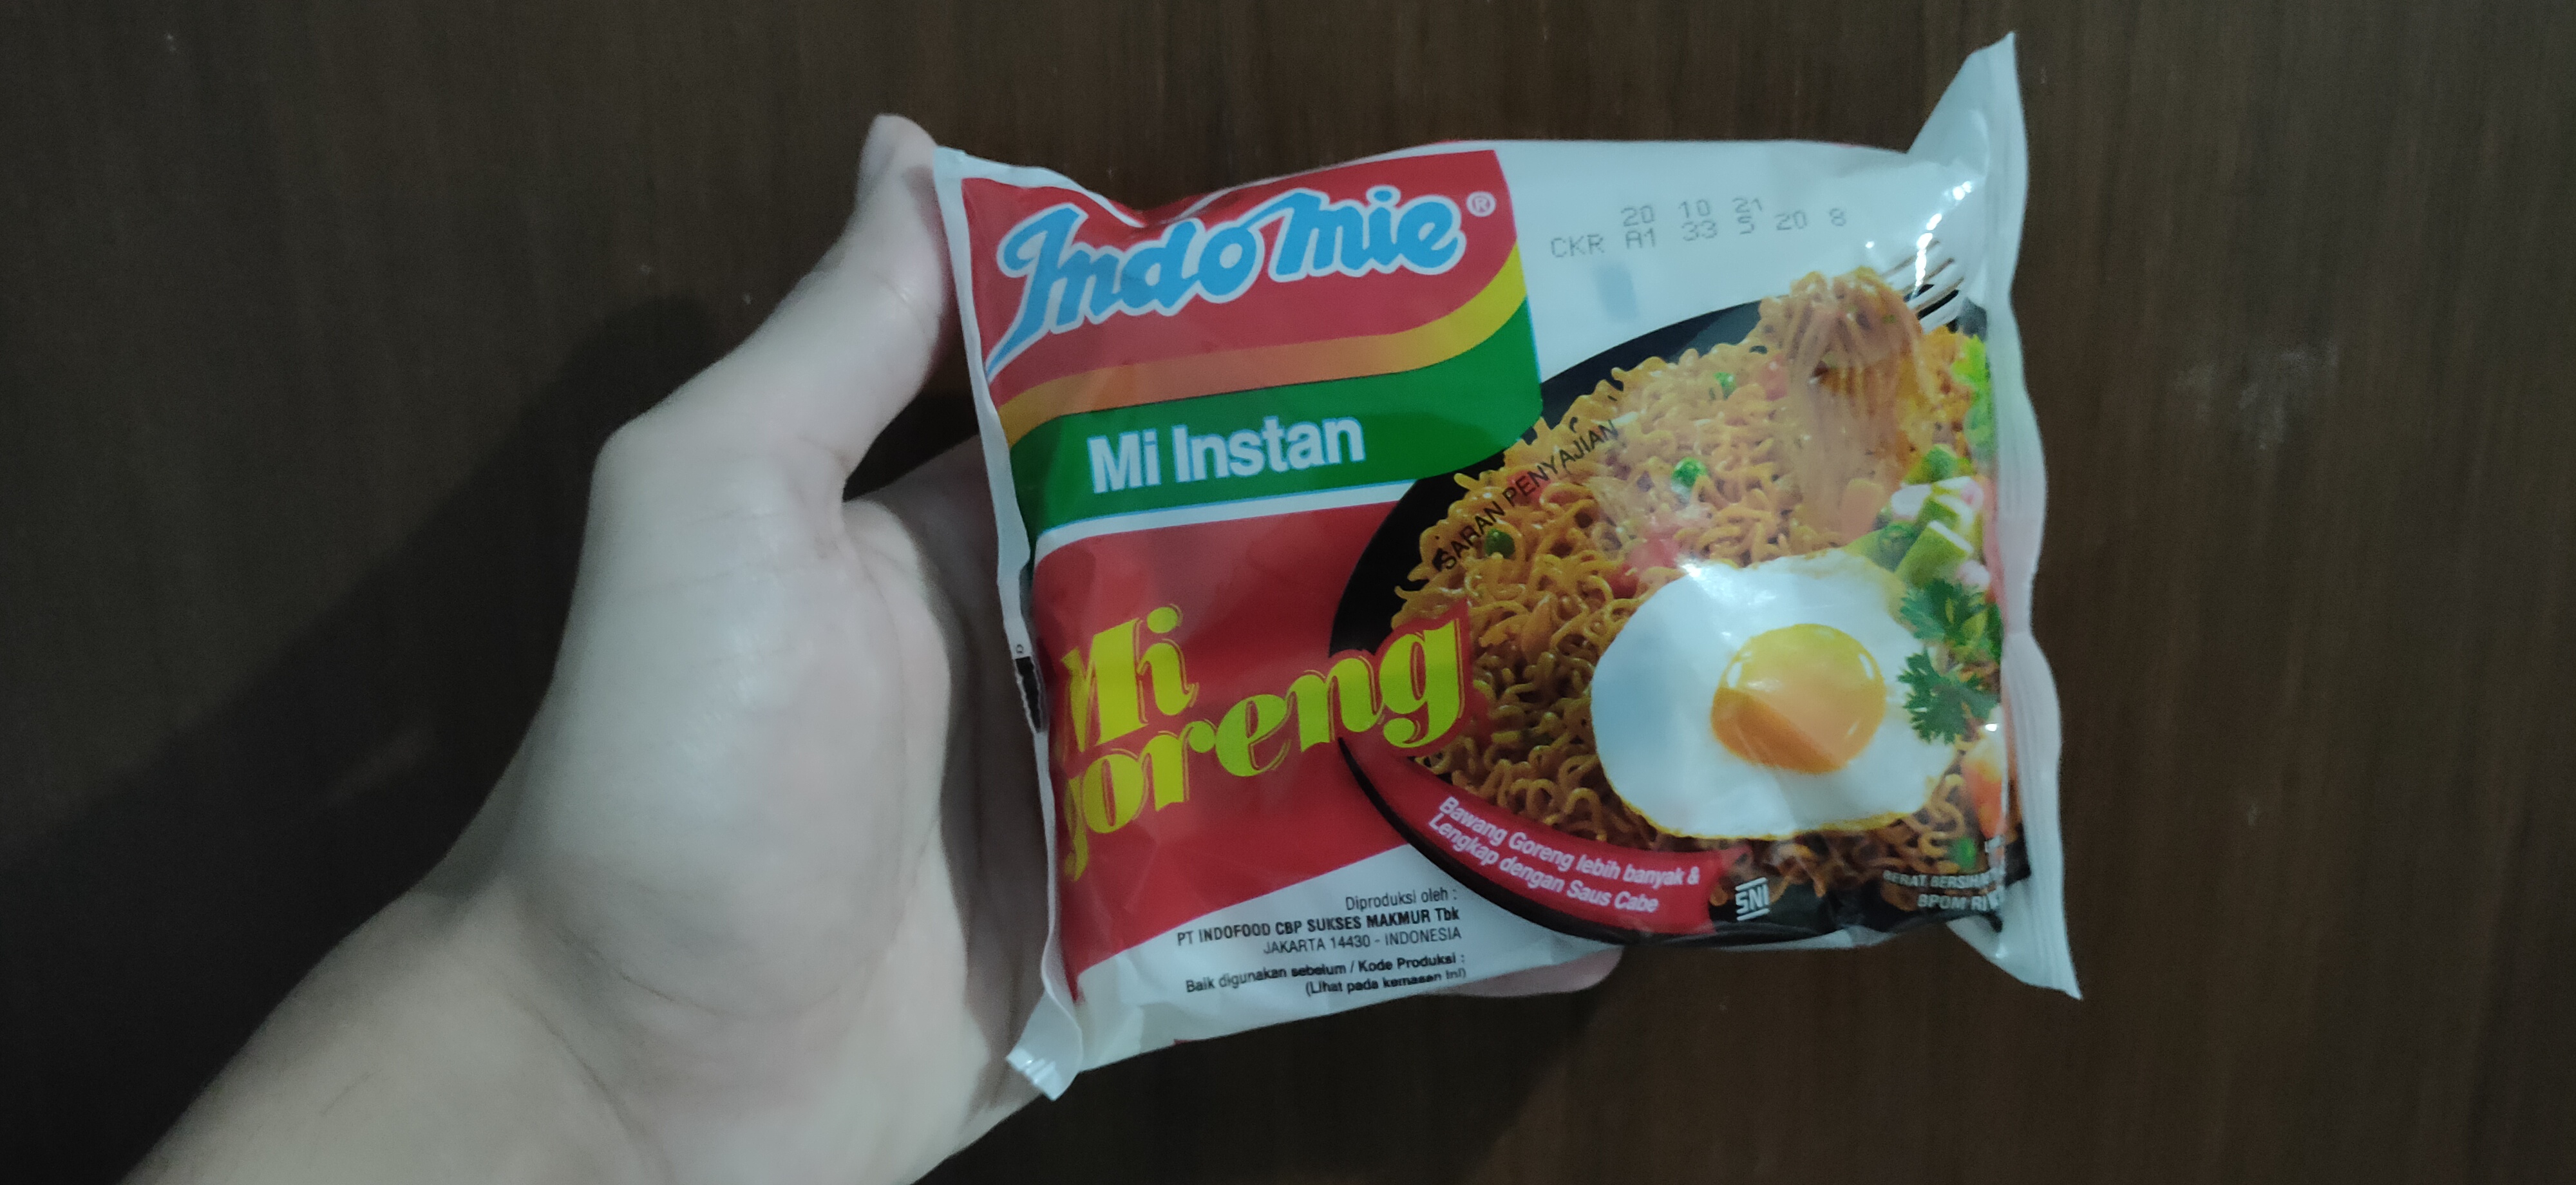 Indomie®
20 10 21
CKR A1 33 5 20 8
Mi Instan
SARAN PENYAJIAN
Mi
goreng
Bawang Goreng lebih banyak &
Lengkap dengan Saus Cabe
SNI
BERAT BERSIH
BPOM RI
Diproduksi oleh :
PT INDOFOOD CBP SUKSES MAKMUR Tbk
JAKARTA 14430 - INDONESIA
Baik digunakan sebelum / Kode Produksi :
(Lihat pada kemasan ini)